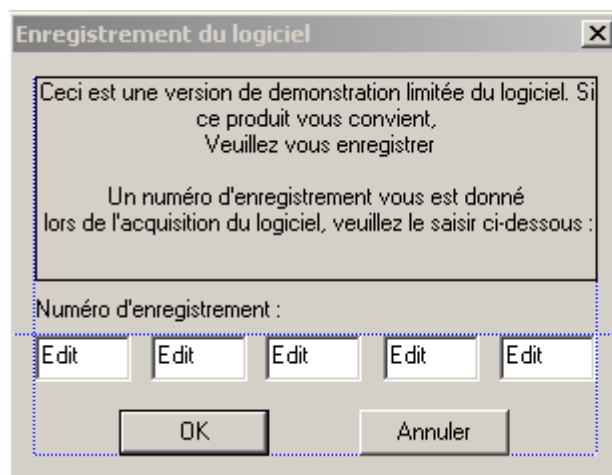 Enregistrement du logiciel
Ceci est une version de demonstration limitée du logiciel. Si
ce produit vous convient,
Veuillez vous enregistrer
Un numéro d'enregistrement vous est donné
lors de l'acquisition du logiciel, veuillez le saisir ci-dessous :
Numéro d'enregistrement :
Edit Edit Edit Edit Edit
OK Annuler